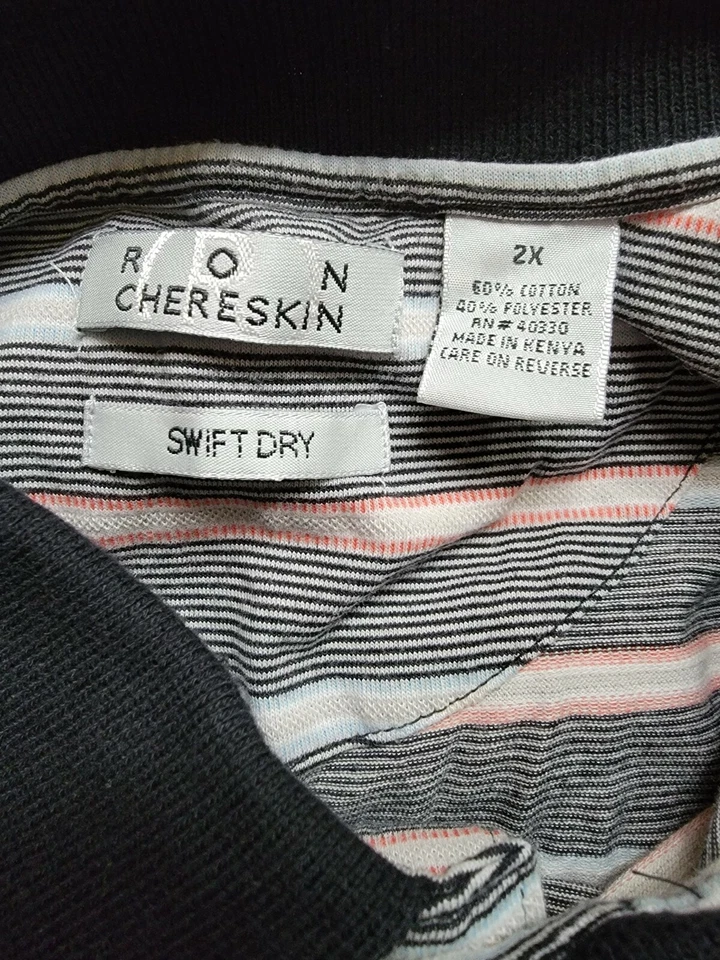 R O N
CHERESKIN
SWIFT DRY
2X
60% COTTON
40% POLYESTER
RN # 40330
MADE IN KENYA
CARE ON REVERSE